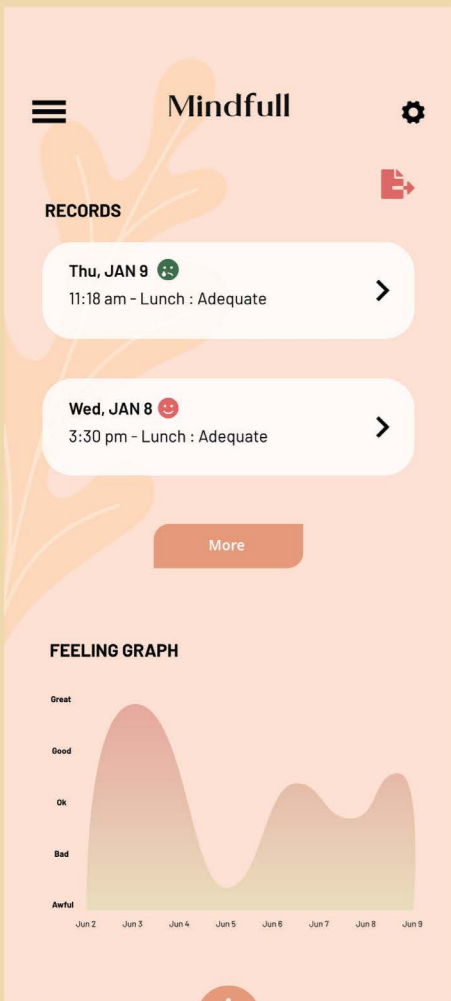 Mindfull
RECORDS
Thu, JAN 9
11:18 am - Lunch : Adequate
Wed, JAN 8
3:30 pm - Lunch : Adequate
More
FEELING GRAPH
Great
Good
Ok
Bad
Awful
Jun 2 Jun 3 Jun 4 Jun 5 Jun 6 Jun 7 Jun 8 Jun 9